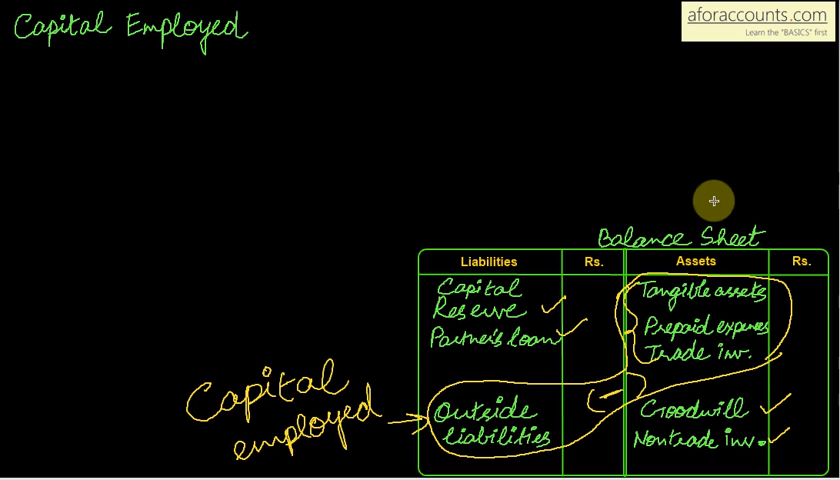 Capital Employed
aforaccounts.com
Learn the "BASICS" first
Balance Sheet
Liabilities Rs. Assets Rs.
Capital Tangible assets
Reserve Prepaid expenses
Partner's loan Trade inv.
Capital
employed
Outside Goodwill
liabilities Nontrade inv.